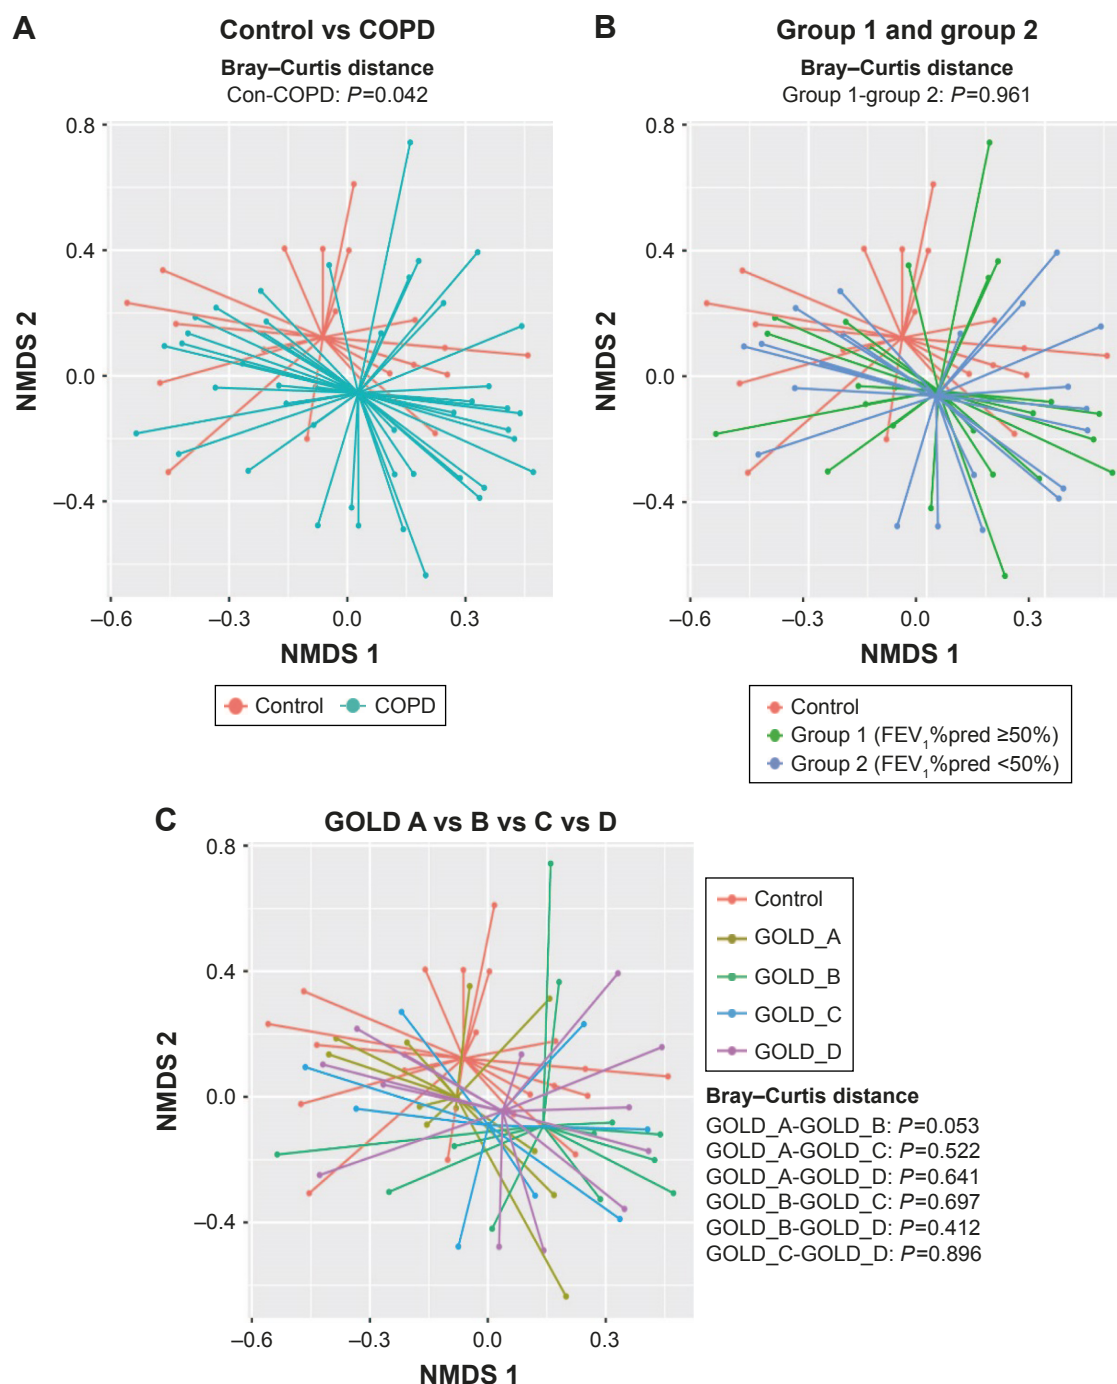 A
Control vs COPD
Bray–Curtis distance
Con-COPD: P=0.042
0.8
0.4
0.0
–0.4
NMDS 2
–0.6
–0.3
0.0
0.3
NMDS 1
Control
COPD
B
Group 1 and group 2
Bray–Curtis distance
Group 1-group 2: P=0.961
0.8
0.4
0.0
–0.4
NMDS 2
–0.6
–0.3
0.0
0.3
NMDS 1
Control
Group 1 (FEV1%pred ≥50%)
Group 2 (FEV1%pred <50%)
C
GOLD A vs B vs C vs D
0.8
0.4
0.0
–0.4
NMDS 2
–0.6
–0.3
0.0
0.3
NMDS 1
Control
GOLD_A
GOLD_B
GOLD_C
GOLD_D
Bray–Curtis distance
GOLD_A-GOLD_B: P=0.053
GOLD_A-GOLD_C: P=0.522
GOLD_A-GOLD_D: P=0.641
GOLD_B-GOLD_C: P=0.697
GOLD_B-GOLD_D: P=0.412
GOLD_C-GOLD_D: P=0.896